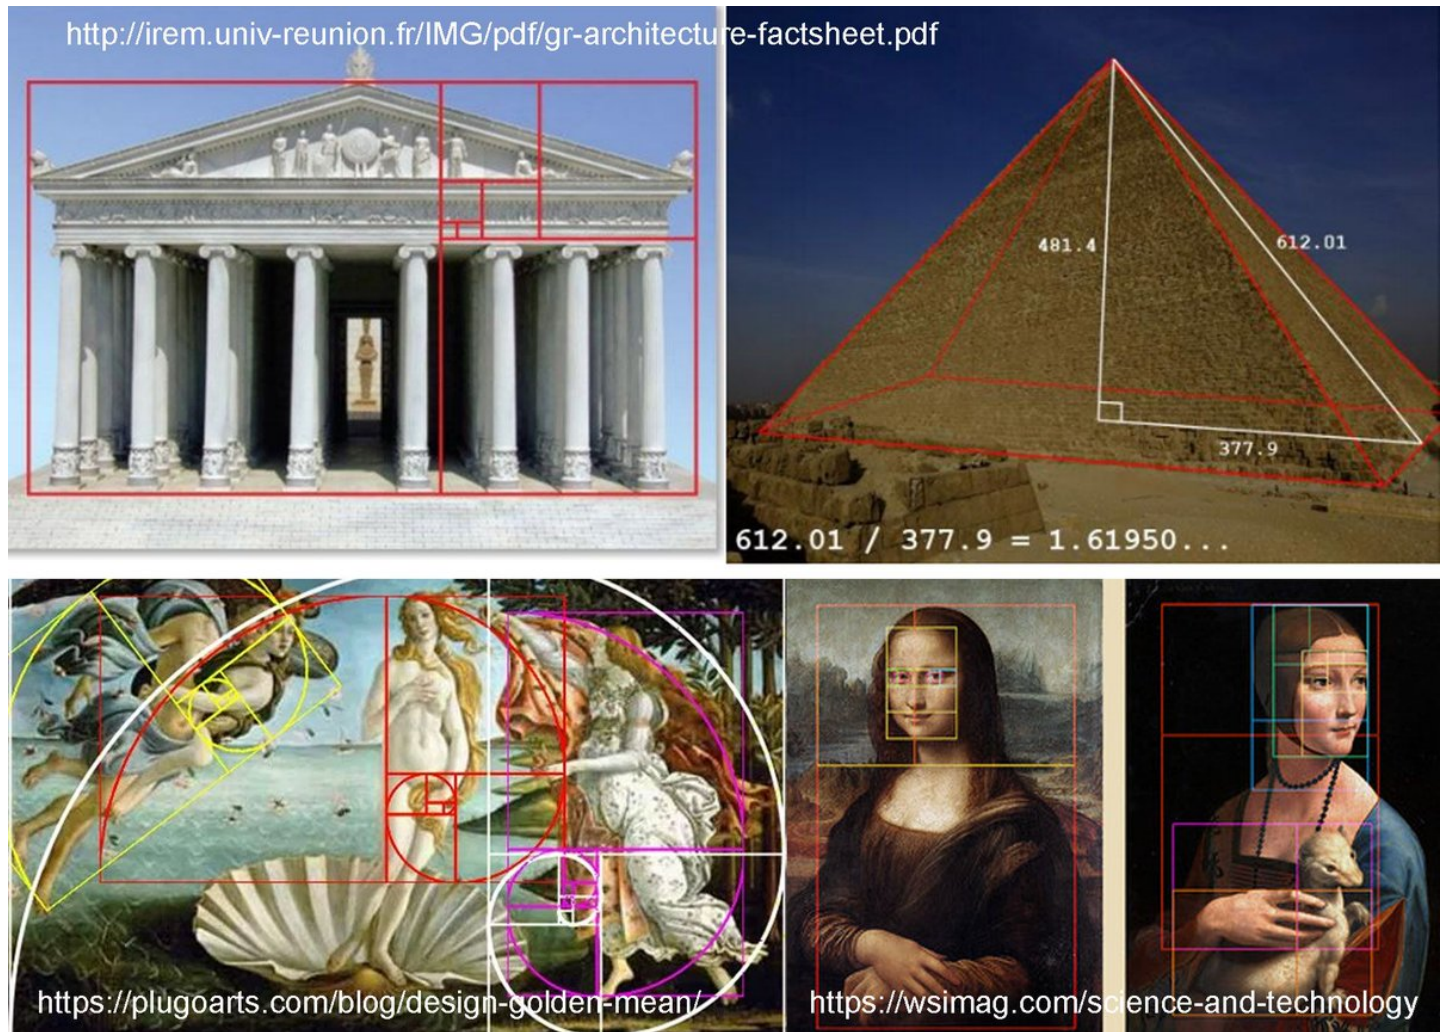 http://irem.univ-reunion.fr/IMG/pdf/gr-architecture-factsheet.pdf
481.4
612.01
377.9
612.01 / 377.9 = 1.61950...
https://plugoarts.com/blog/design-golden-mean/
https://wsimag.com/science-and-technology